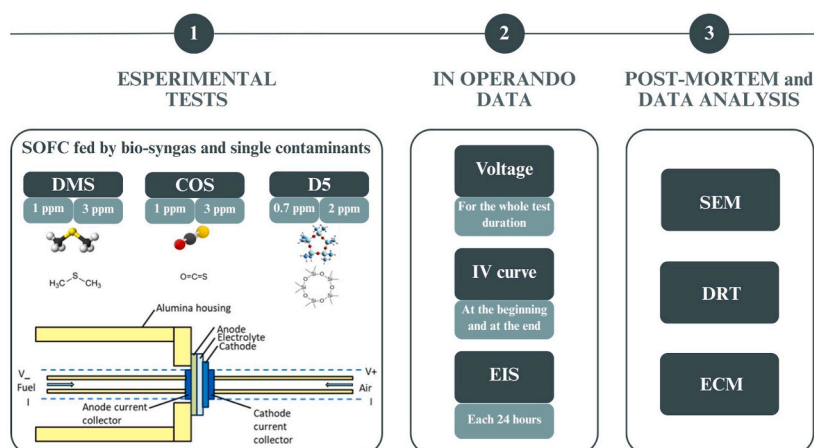 1
ESPERIMENTAL
TESTS
SOFC fed by bio-syngas and single contaminants
DMS
1 ppm 3 ppm
COS
1 ppm 3 ppm
D5
0.7 ppm 2 ppm
H₃C S CH₃
O=C=S
Alumina housing
Anode
Electrolyte
Cathode
V_
Fuel
I
V+
Air
I
Anode current
collector
Cathode
current
collector
2
IN OPERANDO
DATA
Voltage
For the whole test
duration
IV curve
At the beginning
and at the end
EIS
Each 24 hours
3
POST-MORTEM and
DATA ANALYSIS
SEM
DRT
ECM